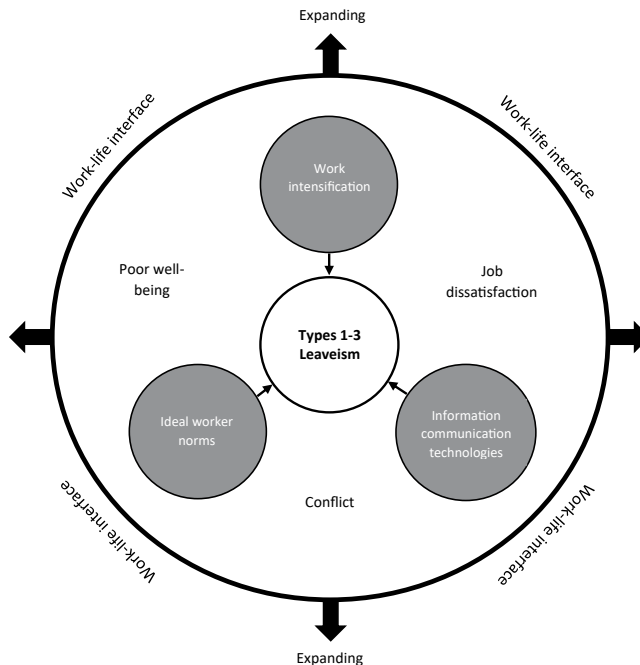 Expanding
Work-life interface
Work-life interface
Work
intensification
Poor well-
being
Job
dissatisfaction
Types 1-3
Leaveism
Ideal worker
norms
Information
communication
technologies
Conflict
Work-life interface
Work-life interface
Expanding